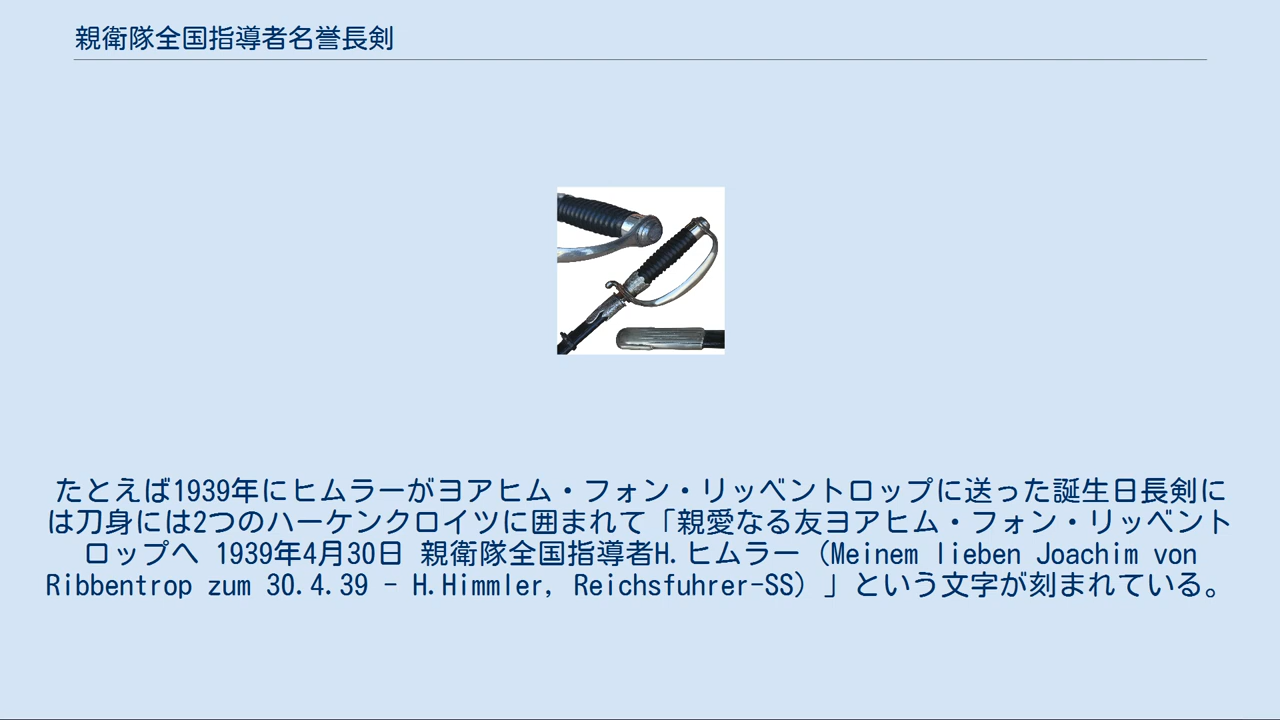 親衛隊全国指導者名誉長剣
たとえば1939年にヒムラーがヨアヒム・フォン・リッベントロップに送った誕生日長剣に
は刀身には2つのハーケンクロイツに囲まれて「親愛なる友ヨアヒム・フォン・リッベント
ロップへ 1939年4月30日 親衛隊全国指導者H.ヒムラー（Meinem lieben Joachim von
Ribbentrop zum 30.4.39 - H.Himmler, Reichsfuhrer-SS）」という文字が刻まれている。